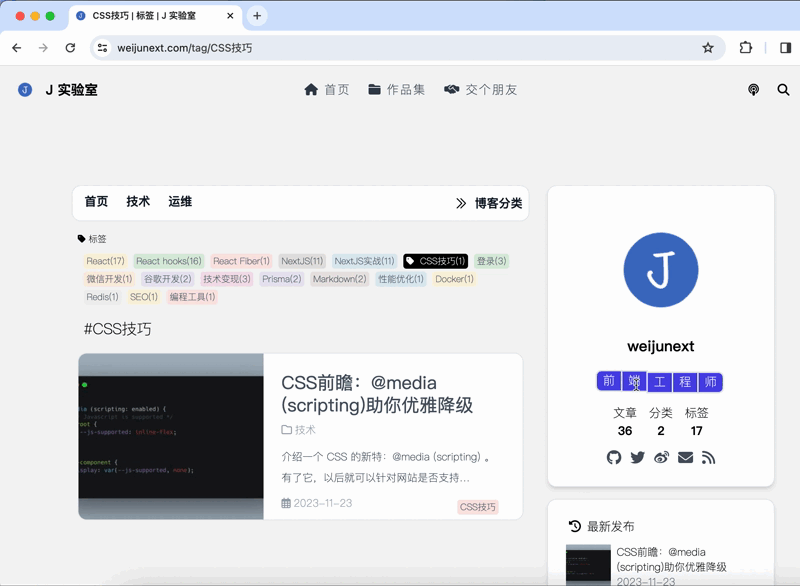 CSS技巧 | 标签 | J 实验室
weijunext.com/tag/CSS技巧
J J 实验室
首页 作品集 交个朋友
首页 技术 运维 博客分类
标签
React(17) React hooks(16) React Fiber(1) NextJS(11) NextJS实战(11) CSS技巧(1) 登录(3)
微信开发(1) 谷歌开发(2) 技术变现(3) Prisma(2) Markdown(2) 性能优化(1) Docker(1)
Redis(1) SEO(1) 编程工具(1)
#CSS技巧
dia (scripting: enabled) {
JavaScript is supported */
root {
--js-supported: inline-flex;
component {
splay: var(--js-supported, none);
CSS前瞻：@media
(scripting)助你优雅降级
技术
介绍一个 CSS 的新特：@media (scripting) 。
有了它，以后就可以针对网站是否支持...
2023-11-23
CSS技巧
J
weijunext
前 端 工 程 师
文章 分类 标签
36 2 17
最新发布
CSS前瞻：@media
(scripting)助你优雅降级
2023-11-23